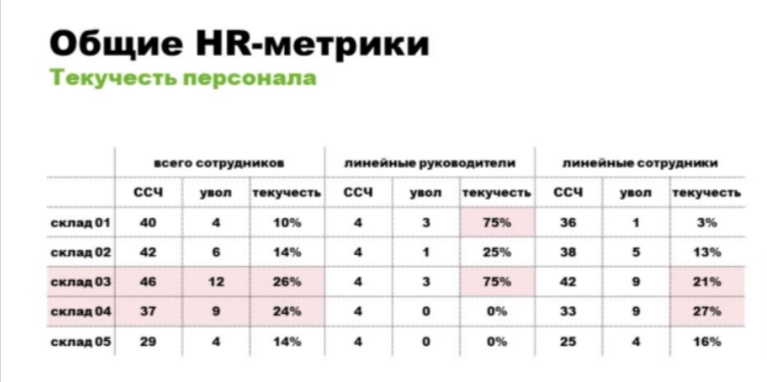 Общие HR-метрики
Текучесть персонала
всего сотрудников линейные руководители линейные сотрудники
ССЧ увол текучесть ССЧ увол текучесть ССЧ увол текучесть
склад 01 40 4 10% 4 3 75% 36 1 3%
склад 02 42 6 14% 4 1 25% 38 5 13%
склад 03 46 12 26% 4 3 75% 42 9 21%
склад 04 37 9 24% 4 0 0% 33 9 27%
склад 05 29 4 14% 4 0 0% 25 4 16%